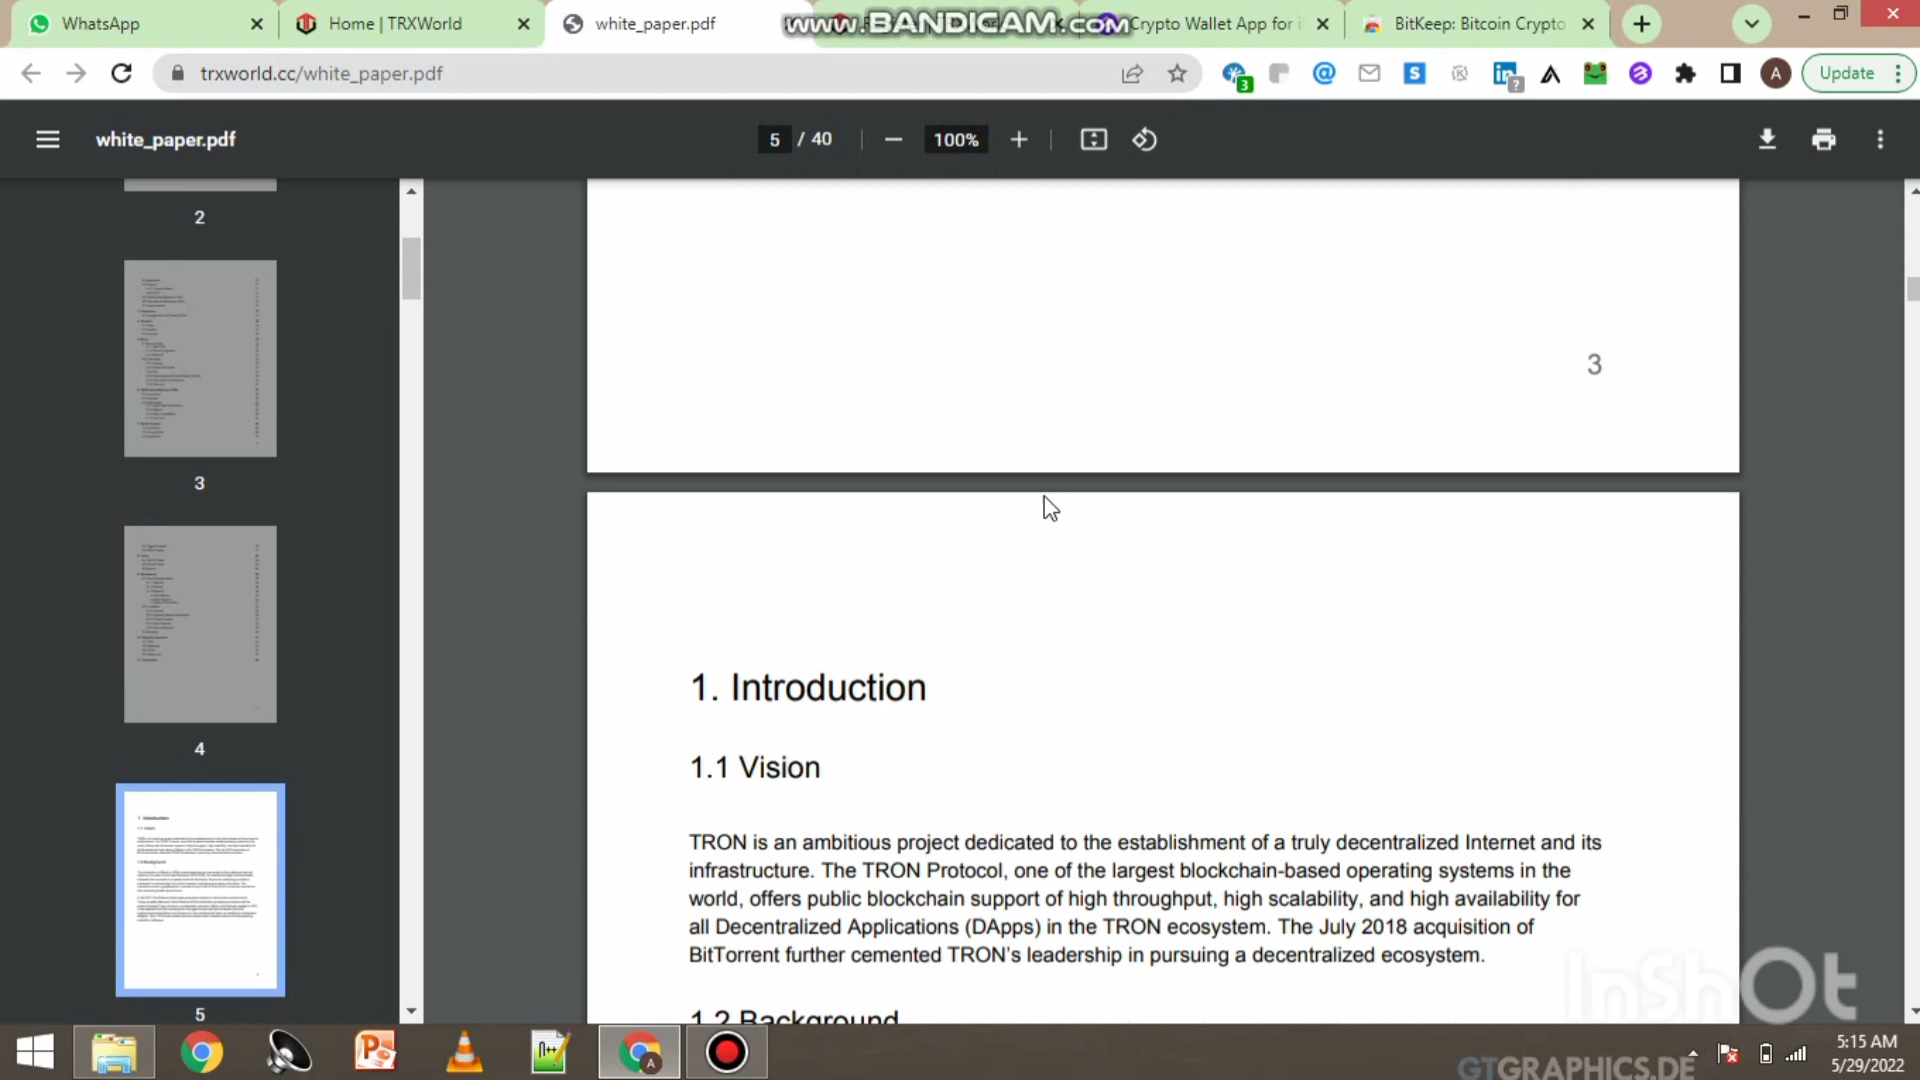 WhatsApp
Home | TRXWorld
white_paper.pdf
www.BANDICAM.com
Crypto Wallet App for i
BitKeep: Bitcoin Crypto
trxworld.cc/white_paper.pdf
3
A
Update
white_paper.pdf
5 / 40
100%
2
3
4
5
3
1. Introduction
1.1 Vision
TRON is an ambitious project dedicated to the establishment of a truly decentralized Internet and its
infrastructure. The TRON Protocol, one of the largest blockchain-based operating systems in the
world, offers public blockchain support of high throughput, high scalability, and high availability for
all Decentralized Applications (DApps) in the TRON ecosystem. The July 2018 acquisition of
BitTorrent further cemented TRON's leadership in pursuing a decentralized ecosystem.
1.2 Background
InShOt
5:15 AM
5/29/2022
GTGRAPHICS.DE